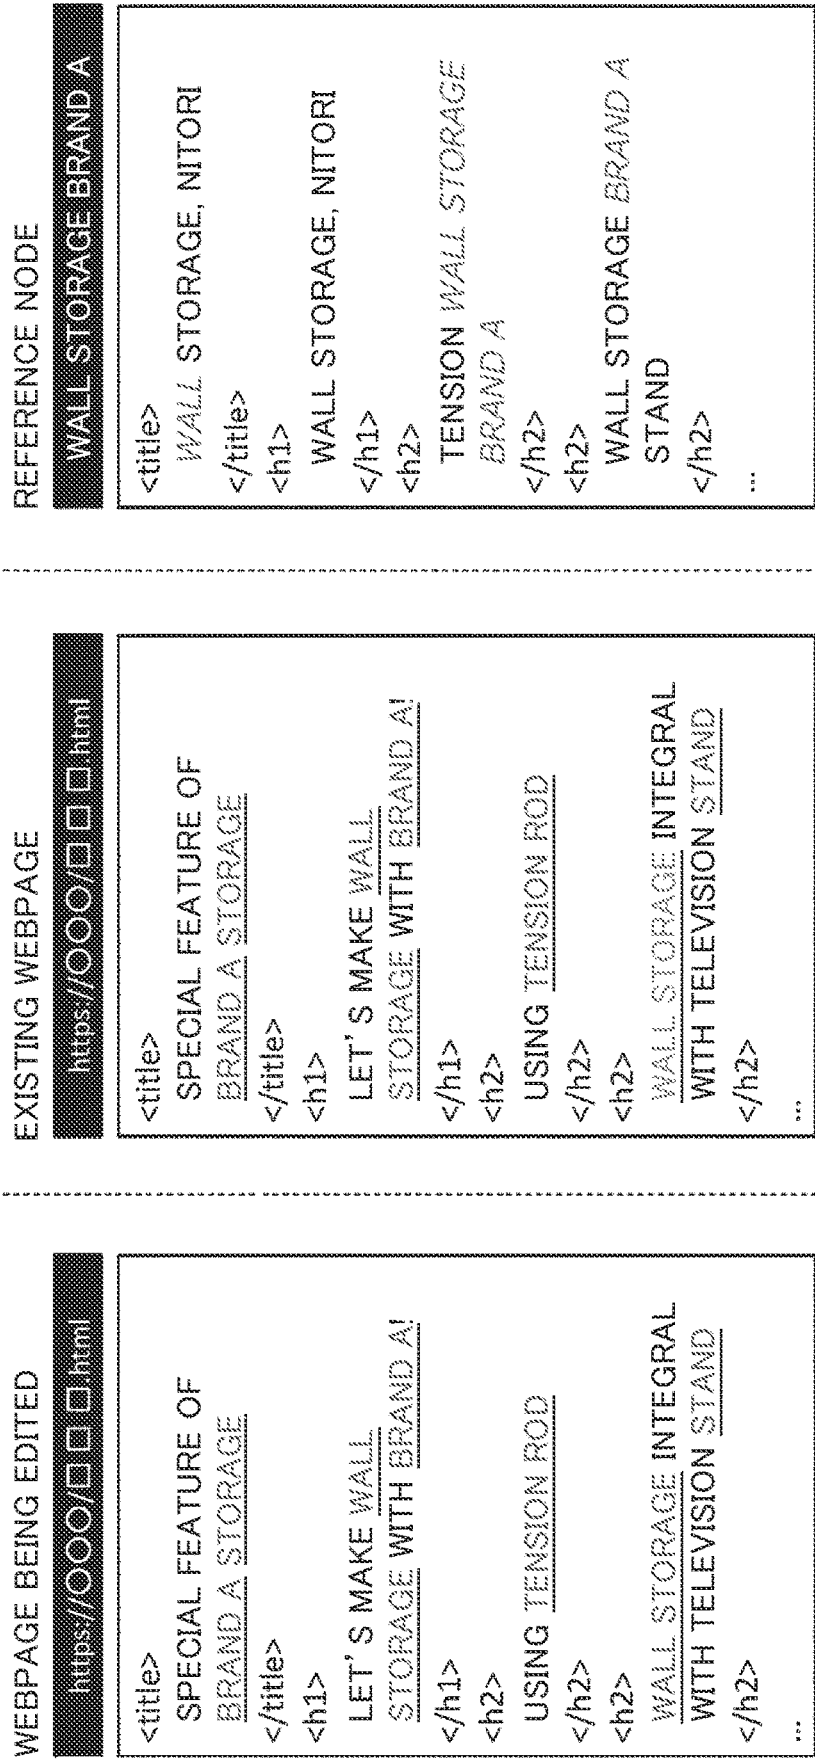 WEBPAGE BEING EDITED
https://○○○/□□□.html
<title>
SPECIAL FEATURE OF
BRAND A STORAGE
</title>
<h1>
LET'S MAKE WALL
STORAGE WITH BRAND A!
</h1>
<h2>
USING TENSION ROD
</h2>
<h2>
WALL STORAGE INTEGRAL
WITH TELEVISION STAND
</h2>
...
EXISTING WEBPAGE
https://○○○/□□□.html
<title>
SPECIAL FEATURE OF
BRAND A STORAGE
</title>
<h1>
LET'S MAKE WALL
STORAGE WITH BRAND A!
</h1>
<h2>
USING TENSION ROD
</h2>
<h2>
WALL STORAGE INTEGRAL
WITH TELEVISION STAND
</h2>
...
REFERENCE NODE
WALL STORAGE BRAND A
<title>
WALL STORAGE, NITORI
</title>
<h1>
WALL STORAGE, NITORI
</h1>
<h2>
TENSION WALL STORAGE
BRAND A
</h2>
<h2>
WALL STORAGE BRAND A
STAND
</h2>
...